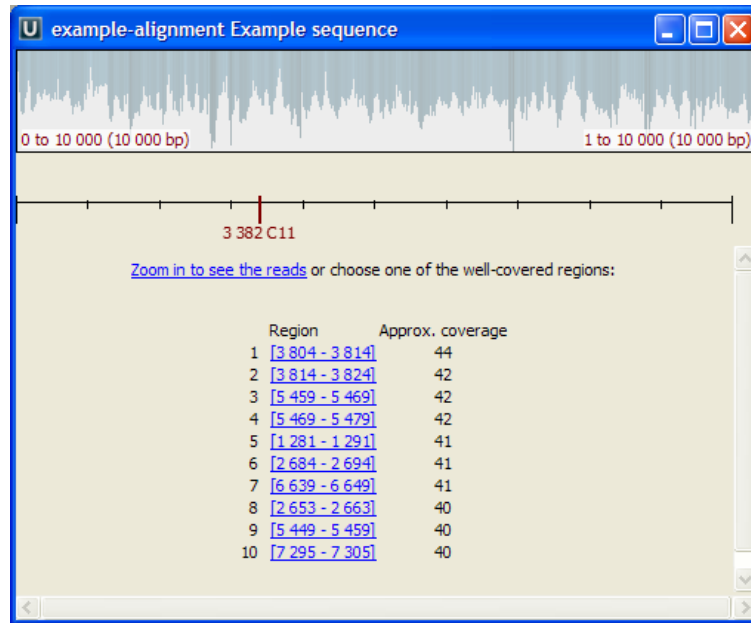 U example-alignment Example sequence
0 to 10 000 (10 000 bp) 1 to 10 000 (10 000 bp)
3 382 C11
Zoom in to see the reads or choose one of the well-covered regions:
Region Approx. coverage
1 [3 804 - 3 814] 44
2 [3 814 - 3 824] 42
3 [5 459 - 5 469] 42
4 [5 469 - 5 479] 42
5 [1 281 - 1 291] 41
6 [2 684 - 2 694] 41
7 [6 639 - 6 649] 41
8 [2 653 - 2 663] 40
9 [5 449 - 5 459] 40
10 [7 295 - 7 305] 40